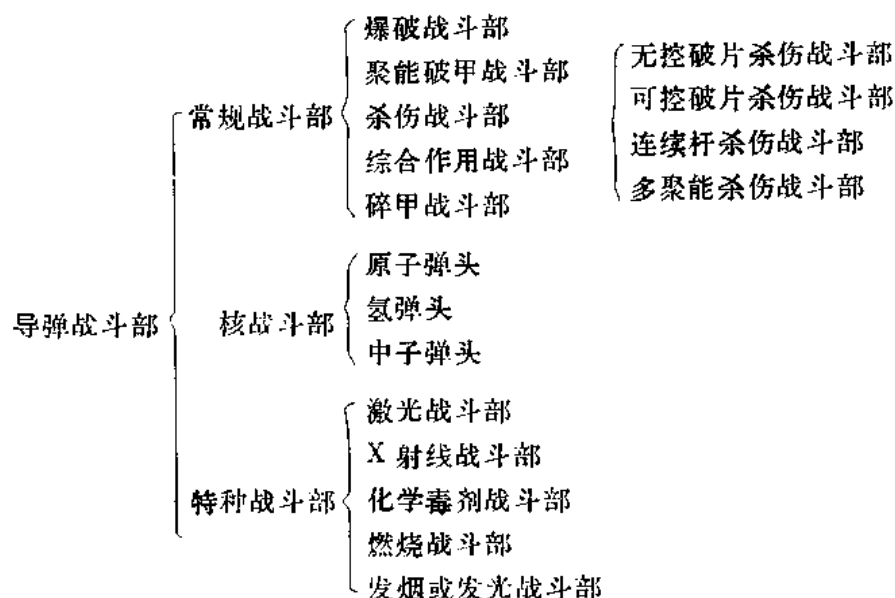 爆破战斗部
聚能破甲战斗部
常规战斗部
杀伤战斗部
综合作用战斗部
碎甲战斗部
无控破片杀伤战斗部
可控破片杀伤战斗部
连续杆杀伤战斗部
多聚能杀伤战斗部
导弹战斗部
核战斗部
原子弹头
氢弹头
中子弹头
特种战斗部
激光战斗部
X 射线战斗部
化学毒剂战斗部
燃烧战斗部
发烟或发光战斗部